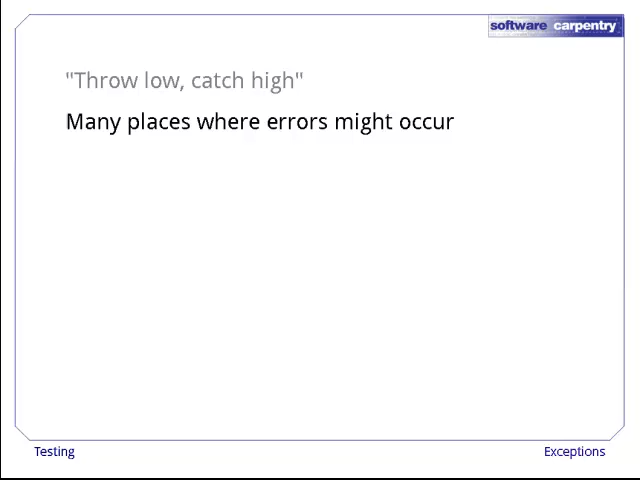 software carpentry
"Throw low, catch high"
Many places where errors might occur
Testing
Exceptions